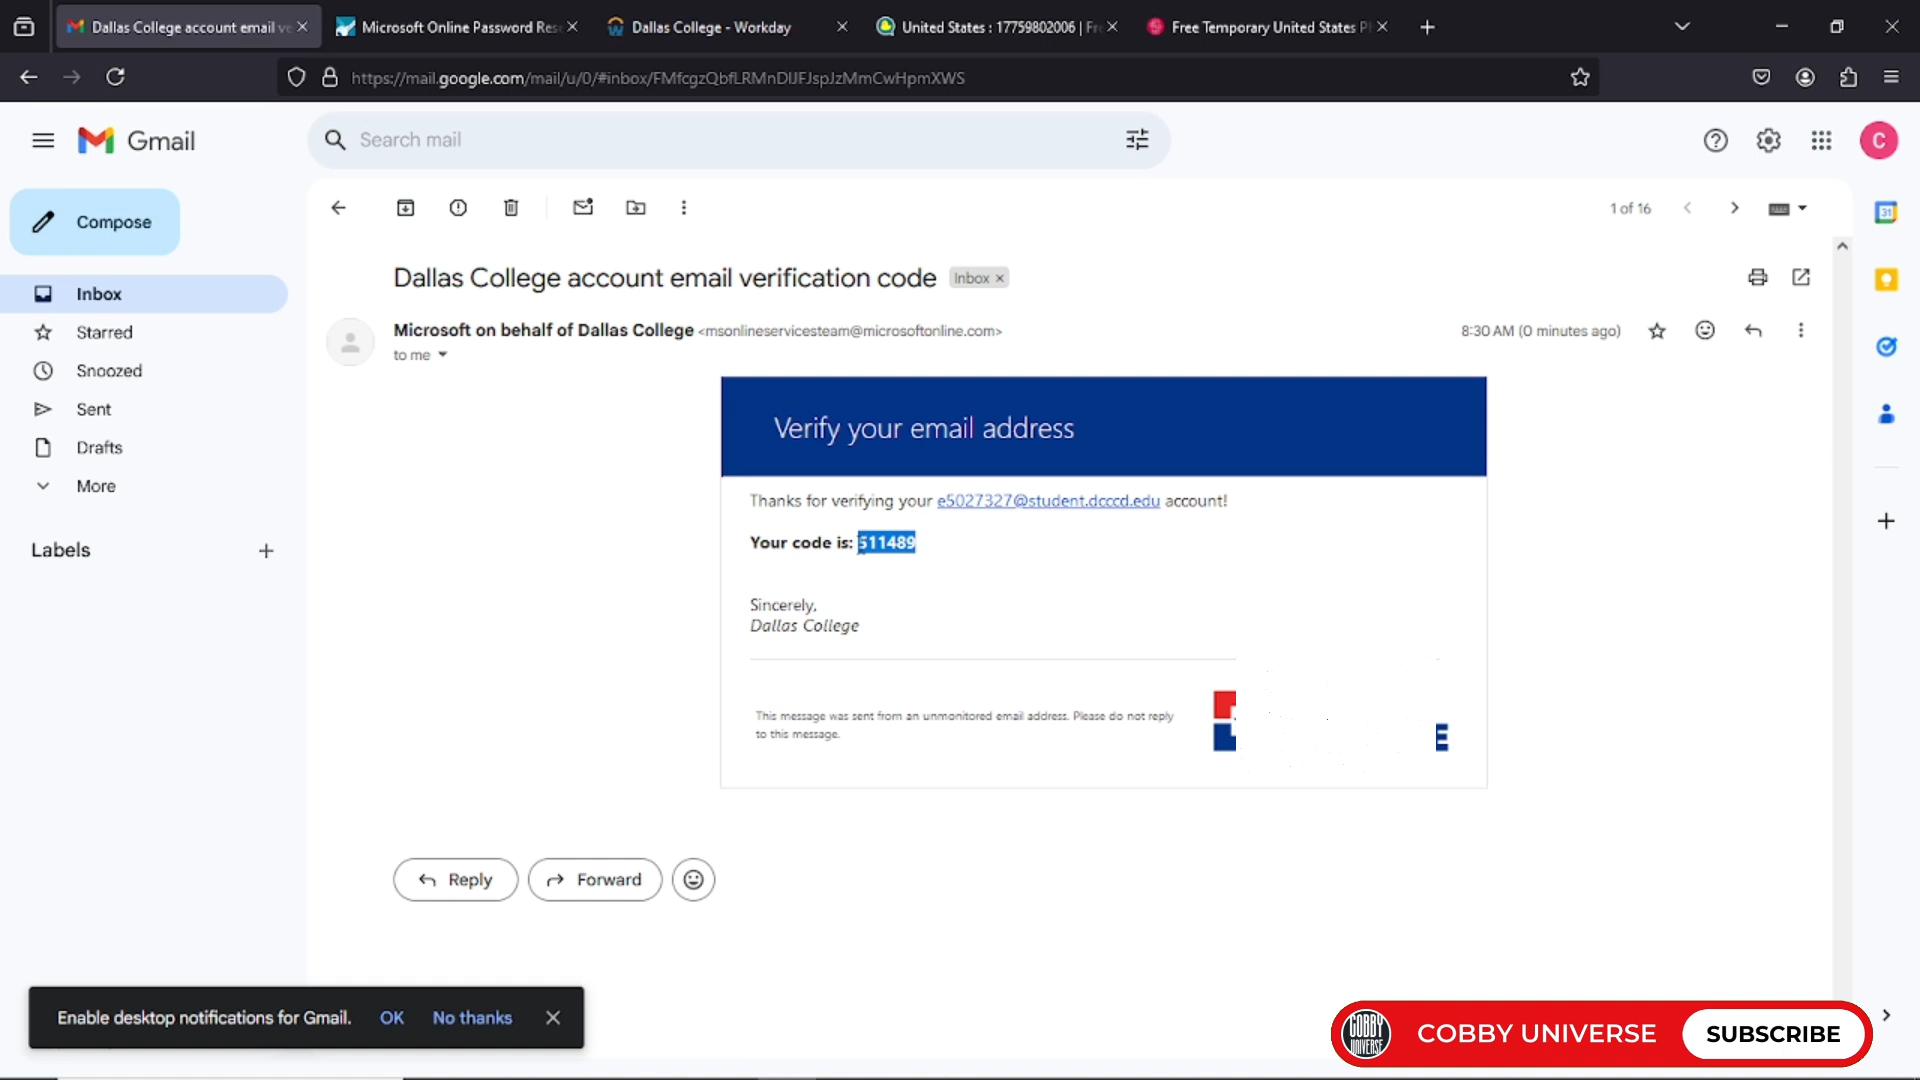 Dallas College account email ve
Microsoft Online Password Res
Dallas College - Workday
United States : 17759802006 | Fr
Free Temporary United States P
https://mail.google.com/mail/u/0/#inbox/FMfcgzQbfLRMnDlJFJspJzMmCwHpmXWS
Gmail
Search mail
C
Compose
1 of 16
31
Inbox
Starred
Snoozed
Sent
Drafts
More
Labels
Dallas College account email verification code
Inbox ×
Microsoft on behalf of Dallas College <msonlineservicesteam@microsoftonline.com>
8:30 AM (0 minutes ago)
to me
Verify your email address
Thanks for verifying your e5027327@student.dcccd.edu account!
Your code is: 511489
Sincerely,
Dallas College
This message was sent from an unmonitored email address. Please do not reply
to this message.
E
Reply
Forward
Enable desktop notifications for Gmail.
OK
No thanks
COBBY UNIVERSE
COBBY UNIVERSE
SUBSCRIBE